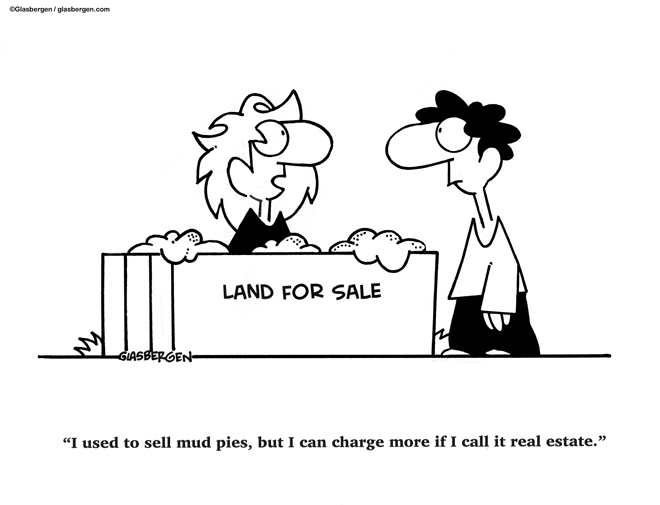 ©Glasbergen / glasbergen.com
LAND FOR SALE
GLASBERGEN
“I used to sell mud pies, but I can charge more if I call it real estate.”